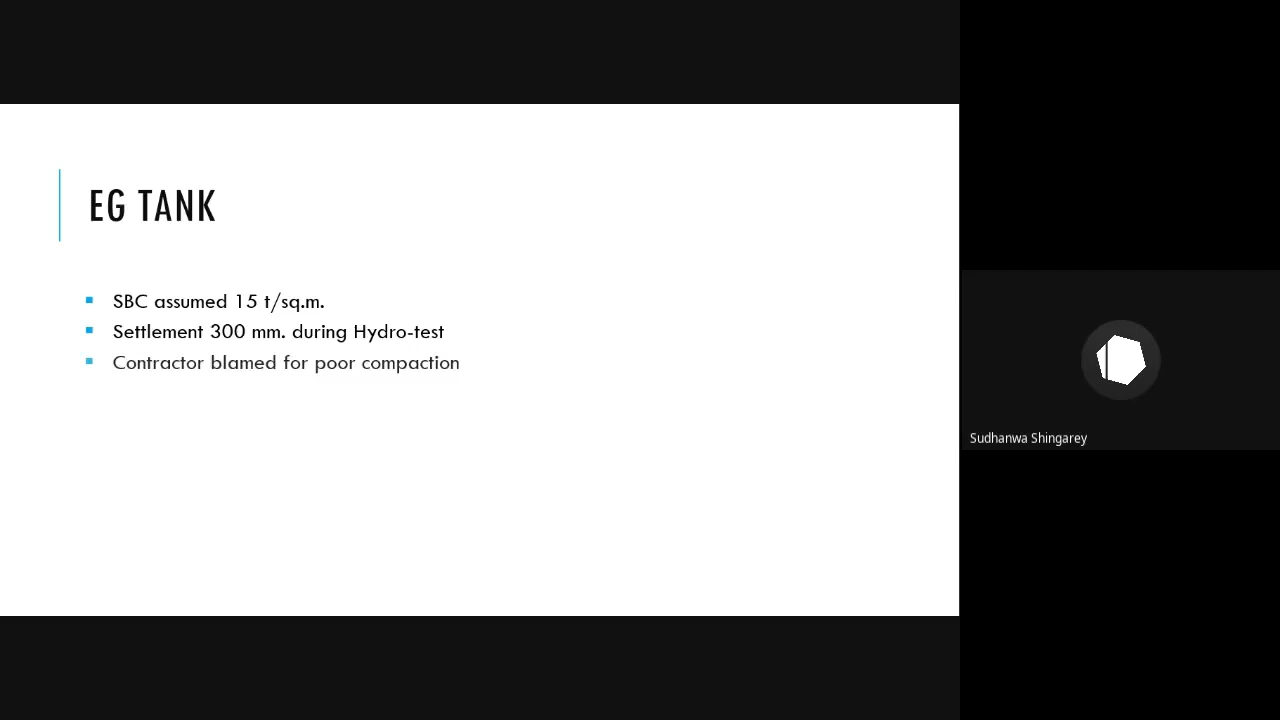 EG TANK
SBC assumed 15 t/sq.m.
Settlement 300 mm. during Hydro-test
Contractor blamed for poor compaction
Sudhanwa Shingarey